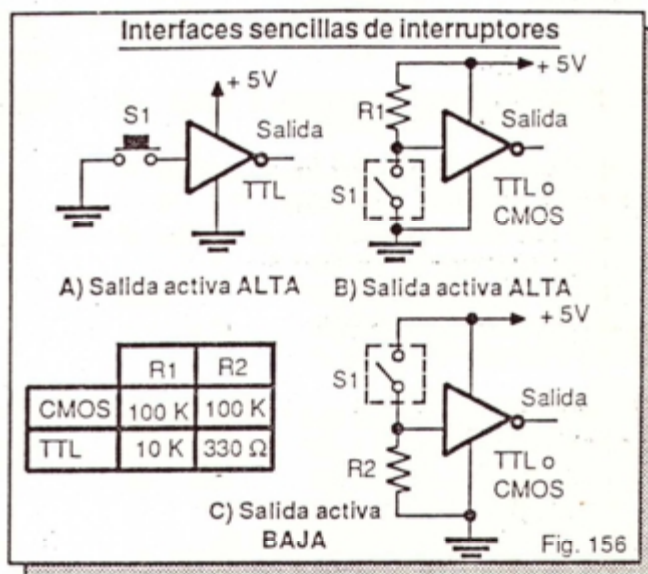 Interfaces sencillas de interruptores
+ 5V
S1
Salida
TTL
A) Salida activa ALTA
+ 5V
R1
Salida
S1
TTL o
CMOS
B) Salida activa ALTA
R1 R2
CMOS 100 K 100 K
TTL 10 K 330 Ω
+ 5V
S1
Salida
R2
TTL o
CMOS
C) Salida activa
BAJA
Fig. 156